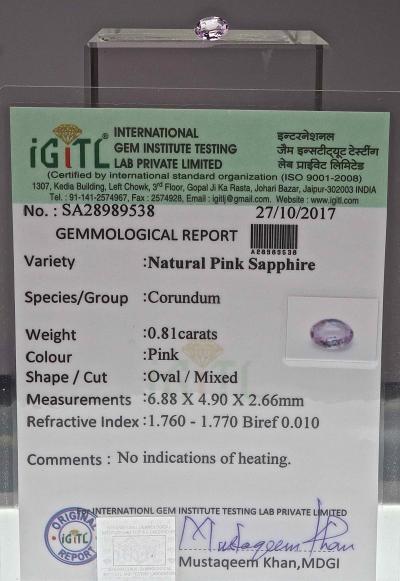 iGiTL
INTERNATIONAL
GEM INSTITUTE TESTING
LAB PRIVATE LIMITED
इन्टरनेशनल
जैम इन्सटीट्यूट टेस्टींग
लेब प्राईवेट लिमिटेड
(Certified by international standard organization (ISO 9001-2008)
1307, Kedia Building, Left Chowk, 3rd Floor, Gopal Ji Ka Rasta, Johari Bazar, Jaipur-302003 INDIA
Tel. : 91-141-2574967, Fax : 2574928, Email : igitlj@gmail.com Website : www.igitl.com
No. : SA28989538 27/10/2017
GEMMOLOGICAL REPORT
A28989538
Variety :Natural Pink Sapphire
Species/Group :Corundum
Weight :0.81carats
Colour :Pink
Shape / Cut :Oval / Mixed
Measurements :6.88 X 4.90 X 2.66mm
Refractive Index :1.760 - 1.770 Biref 0.010
Comments : No indications of heating.
INTERNATIONL GEM INSTITUTE TESTING LAB PRIVATE LIMITED
ORIGINAL
iGiTL
REPORT
Mustaqeem Khan
Mustaqeem Khan,MDGI